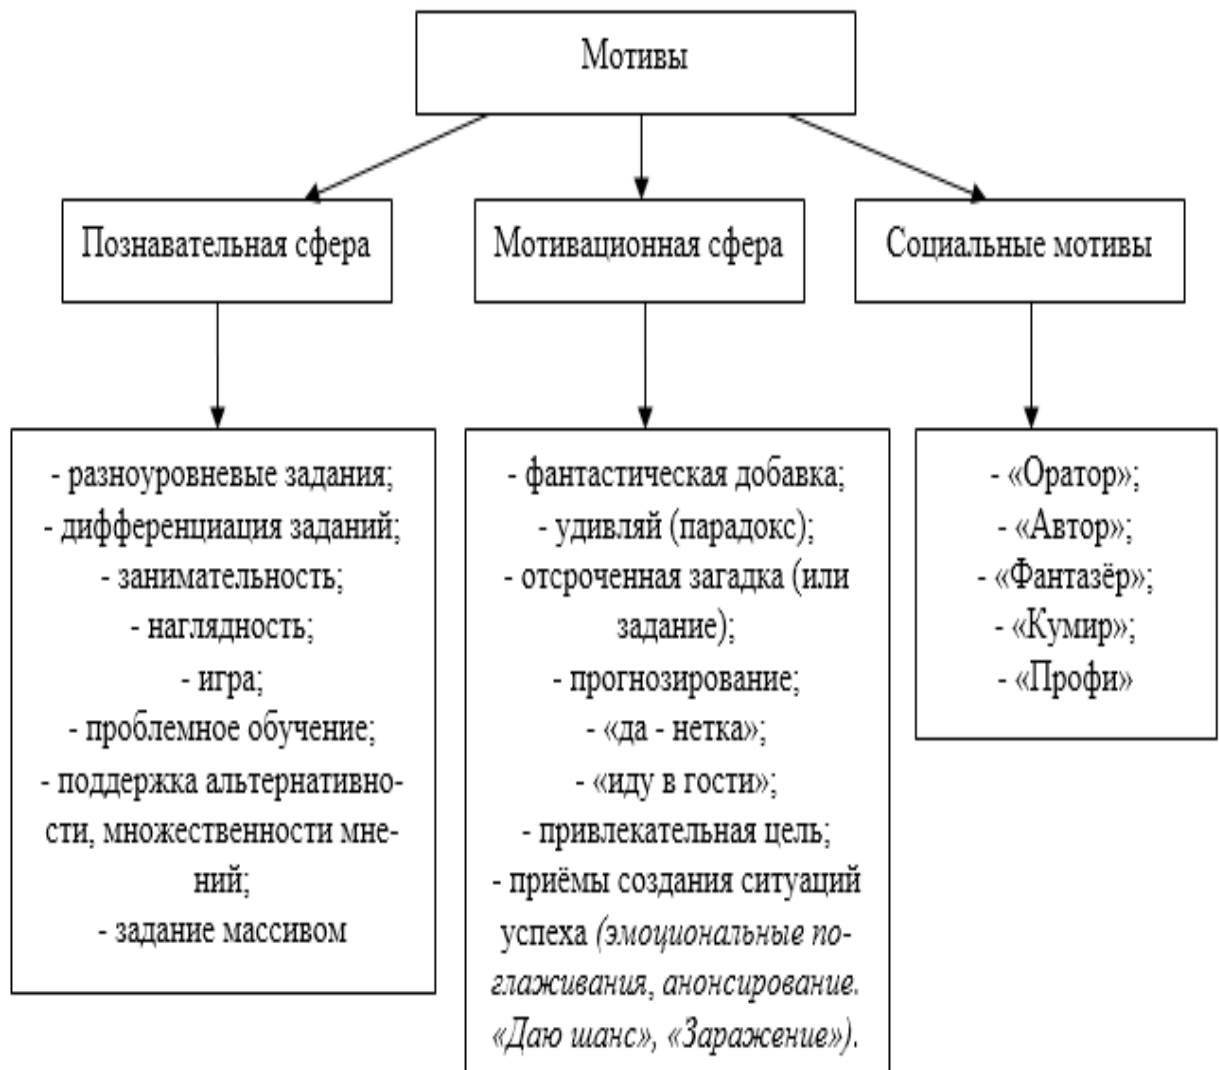 Мотивы
Познавательная сфера
Мотивационная сфера
Социальные мотивы
- разноуровневые задания;
- дифференциация заданий;
- занимательность;
- наглядность;
- игра;
- проблемное обучение;
- поддержка альтернативно-
сти, множественности мне-
ний;
- задание массивом
- фантастическая добавка;
- удивляй (парадокс);
- отсроченная загадка (или
задание);
- прогнозирование;
- «да - нетка»;
- «иду в гости»;
- привлекательная цель;
- приёмы создания ситуаций
успеха (эмоциональные по-
глаживания, анонсирование.
«Даю шанс», «Заражение»).
- «Оратор»;
- «Автор»;
- «Фантазёр»;
- «Кумир»;
- «Профи»